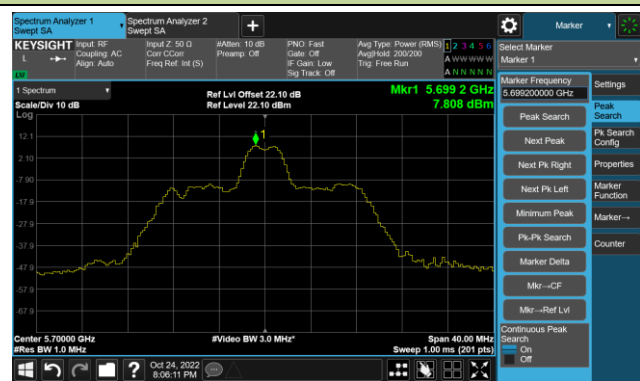 Spectrum Analyzer 1
Swept SA
Spectrum Analyzer 2
Swept SA
+
Marker
KEYSIGHT
L
LW
Input: RF
Coupling: AC
Align: Auto
Input Z: 50 Ω
Corr CCorr
Freq Ref: Int (S)
#Atten: 10 dB
Preamp: Off
PNO: Fast
Gate: Off
IF Gain: Low
Sig Track: Off
Avg Type: Power (RMS)
Avg|Hold: 200/200
Trig: Free Run
1 2 3 4 5 6
A W W W W W
A N N N N N
Select Marker
Marker 1
1 Spectrum
Scale/Div 10 dB
Log
Ref Lvl Offset 22.10 dB
Ref Level 22.10 dBm
Mkr1 5.699 2 GHz
7.808 dBm
12.1
2.10
-7.90
-17.9
-27.9
-37.9
-47.9
-57.9
-67.9
1
Center 5.70000 GHz
#Res BW 1.0 MHz
#Video BW 3.0 MHz*
Span 40.00 MHz
Sweep 1.00 ms (201 pts)
Marker Frequency
5.699200000 GHz
Peak Search
Next Peak
Next Pk Right
Next Pk Left
Minimum Peak
Pk-Pk Search
Marker Delta
Mkr→CF
Mkr→Ref Lvl
Continuous Peak
Search
On
Off
Settings
Peak
Search
Pk Search
Config
Properties
Marker
Function
Marker→
Counter
?
Oct 24, 2022
8:06:11 PM